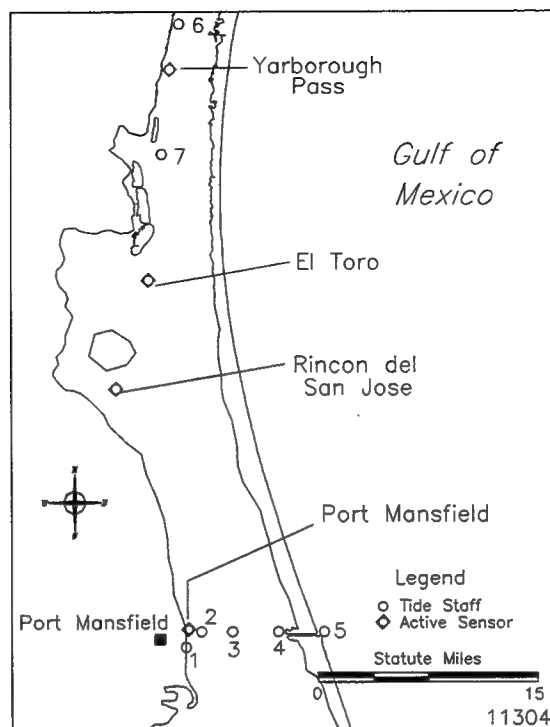 6
Yarborough
Pass
7
Gulf of
Mexico
El Toro
Rincon del
San Jose
Port Mansfield
Legend
Tide Staff
Active Sensor
Port Mansfield
2
1
3
4
5
Statute Miles
0
15
11304